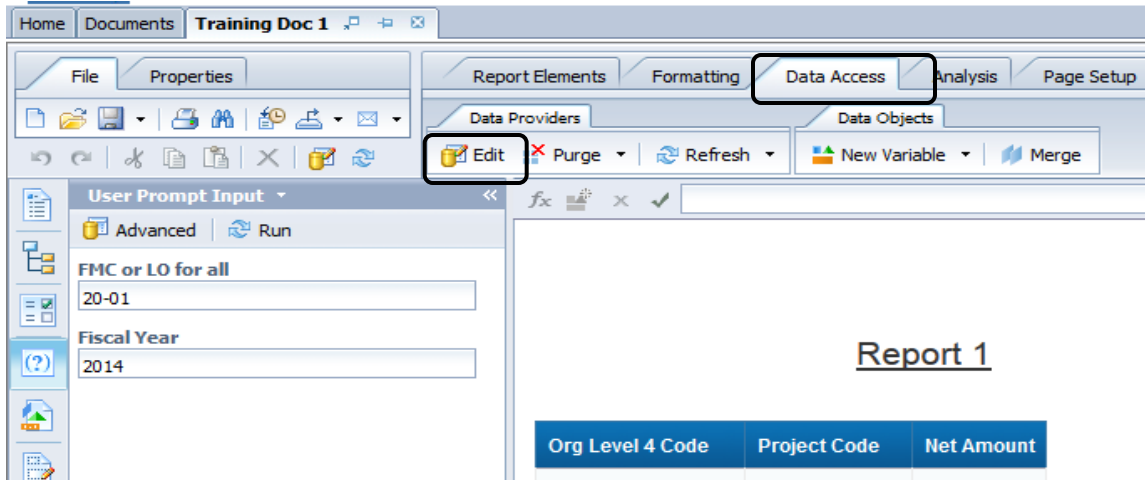 Home Documents Training Doc 1
File Properties Report Elements Formatting Data Access Analysis Page Setup
Data Providers Data Objects
Edit Purge Refresh New Variable Merge
User Prompt Input
Advanced Run
FMC or LO for all
20-01
Fiscal Year
2014
Report 1
Org Level 4 Code Project Code Net Amount